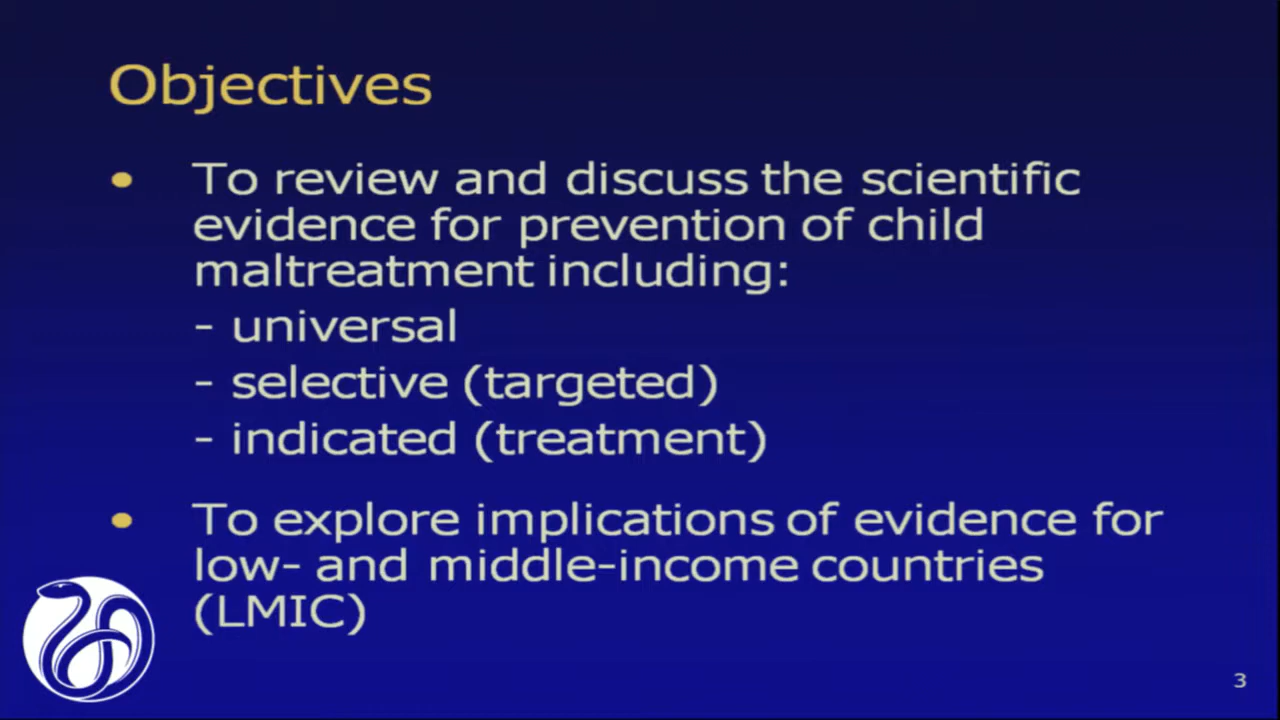 Objectives
• To review and discuss the scientific
evidence for prevention of child
maltreatment including:
- universal
- selective (targeted)
- indicated (treatment)
• To explore implications of evidence for
low- and middle-income countries
(LMIC)
3